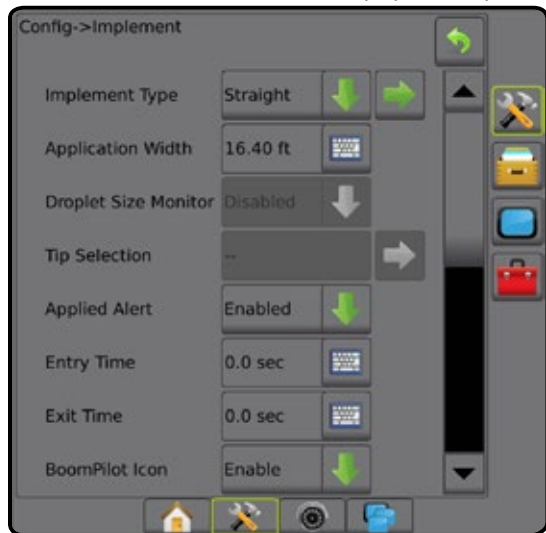 Config->Implement
Implement Type Straight
Application Width 16.40 ft
Droplet Size Monitor Disabled
Tip Selection --
Applied Alert Enabled
Entry Time 0.0 sec
Exit Time 0.0 sec
BoomPilot Icon Enable